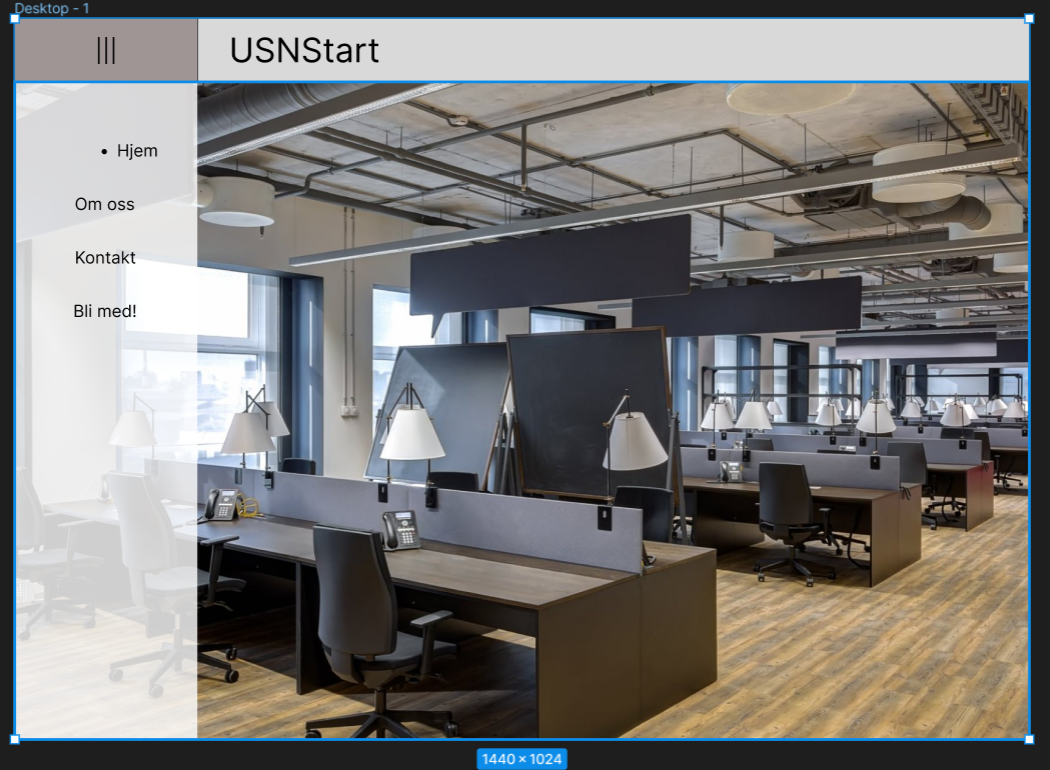 Desktop - 1
|||
USNStart
• Hjem
Om oss
Kontakt
Bli med!
1440 × 1024